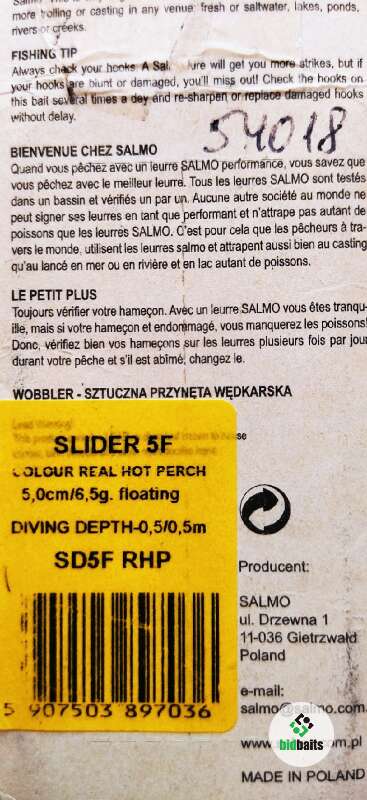 more trolling or casting in any venue: fresh or saltwater, lakes, ponds,
rivers or creeks.
FISHING TIP
Always check your hooks. A lure will get you more strikes, but if
your hooks are blunt or damaged, you'll miss out! Check the hooks on
this bait several times a day and re-sharpen or replace damaged hooks
without delay.
54018
BIENVENUE CHEZ SALMO
Quand vous pêchez avec un leurre SALMO performance, vous savez que
vous pêchez avec le meilleur leurre. Tous les leurres SALMO sont testés
dans un bassin et vérifiés un par un. Aucune autre société au monde ne
peut signer ses leurres en tant que performant et n'attrape pas autant de
poissons que les leurres SALMO. C'est pour cela que les pêcheurs à tra-
vers le monde, utilisent les leurres salmo et attrapent aussi bien au casting
qu'au lancé en mer ou en rivière et en lac autant de poissons.
LE PETIT PLUS
Toujours vérifier votre hameçon. Avec un leurre SALMO vous êtes tranqu-
ille, mais si votre hameçon et endommagé, vous manquerez les poissons!
Donc, vérifiez bien vos hameçons sur les leurres plusieurs fois par jour
durant votre pêche et s'il est abîmé, changez le.
WOBBLER - SZTUCZNA PRZYNĘTA WĘDKARSKA
SLIDER 5F
COLOUR REAL HOT PERCH
5,0cm/6,5g. floating
DIVING DEPTH-0,5/0,5m
SD5F RHP
5 907503 897036
Producent:
SALMO
ul. Drzewna 1
11-036 Gietrzwałd
Poland
e-mail:
salmo@salmo.com
bidbaits
MADE IN POLAND